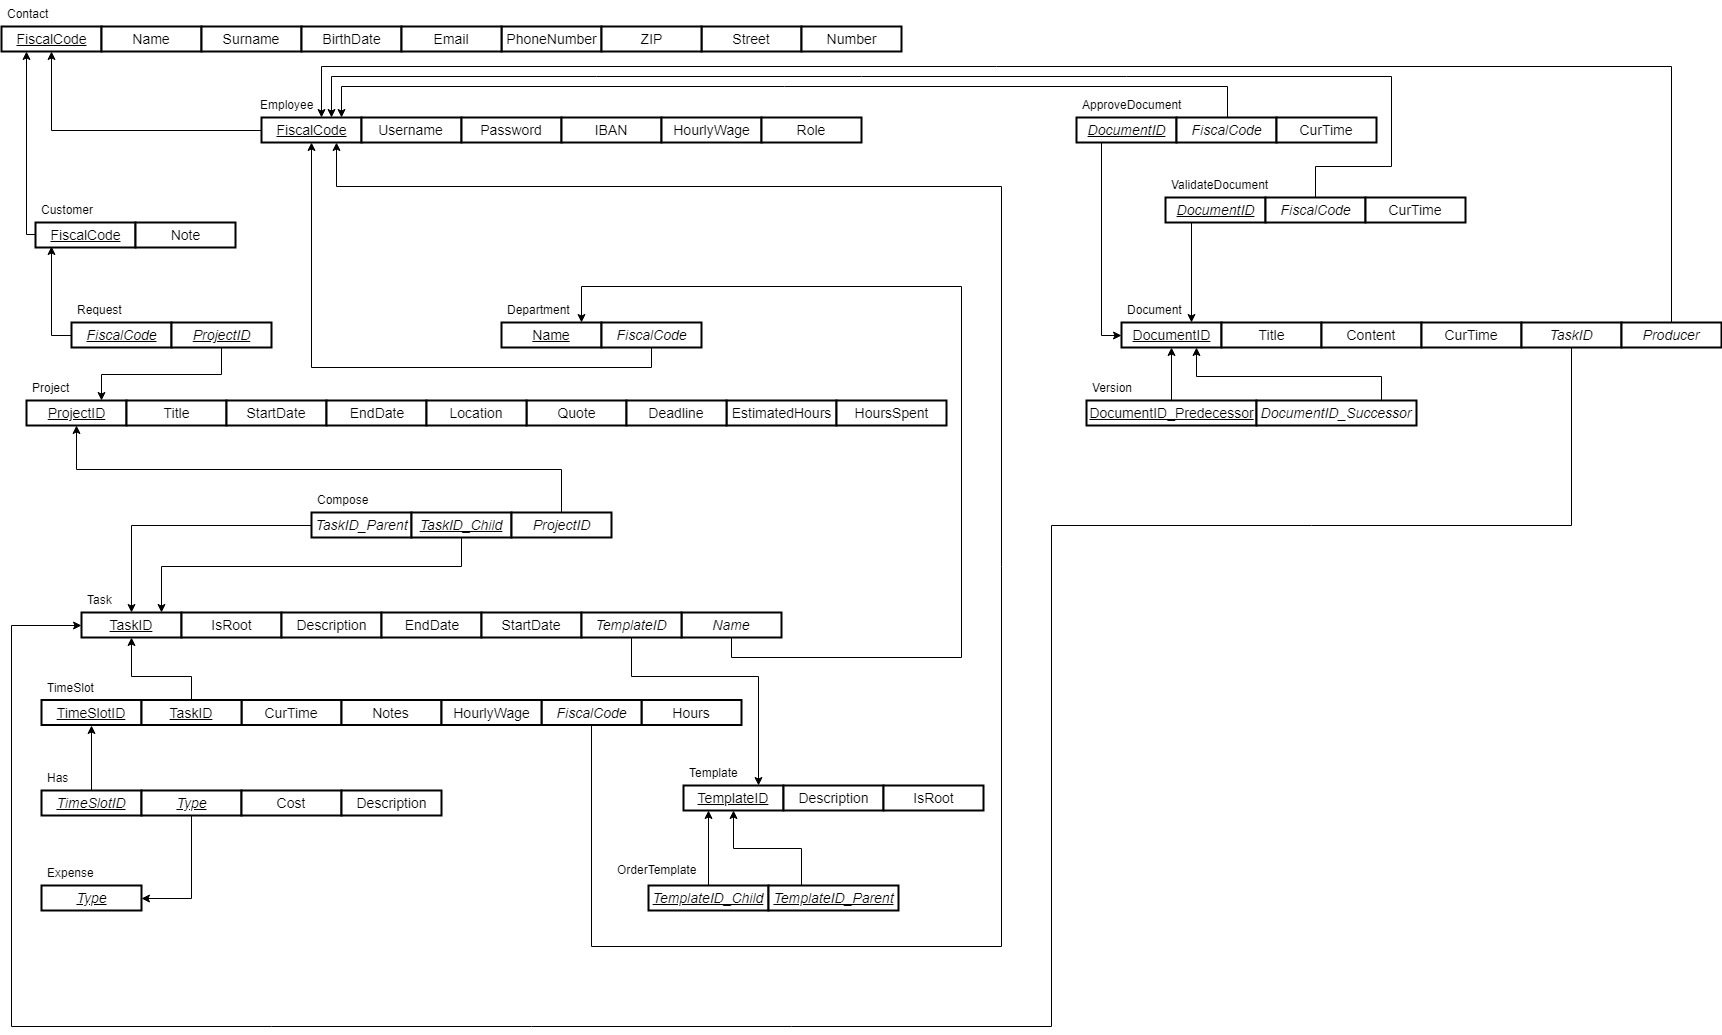 Contact
FiscalCode Name Surname BirthDate Email PhoneNumber ZIP Street Number
Employee
FiscalCode Username Password IBAN HourlyWage Role
ApproveDocument
DocumentID FiscalCode CurTime
ValidateDocument
DocumentID FiscalCode CurTime
Customer
FiscalCode Note
Request
FiscalCode ProjectID
Department
Name FiscalCode
Document
DocumentID Title Content CurTime TaskID Producer
Project
ProjectID Title StartDate EndDate Location Quote Deadline EstimatedHours HoursSpent
Version
DocumentID_Predecessor DocumentID_Successor
Compose
TaskID_Parent TaskID_Child ProjectID
Task
TaskID IsRoot Description EndDate StartDate TemplateID Name
TimeSlot
TimeSlotID TaskID CurTime Notes HourlyWage FiscalCode Hours
Has
TimeSlotID Type Cost Description
Template
TemplateID Description IsRoot
Expense
Type
OrderTemplate
TemplateID_Child TemplateID_Parent